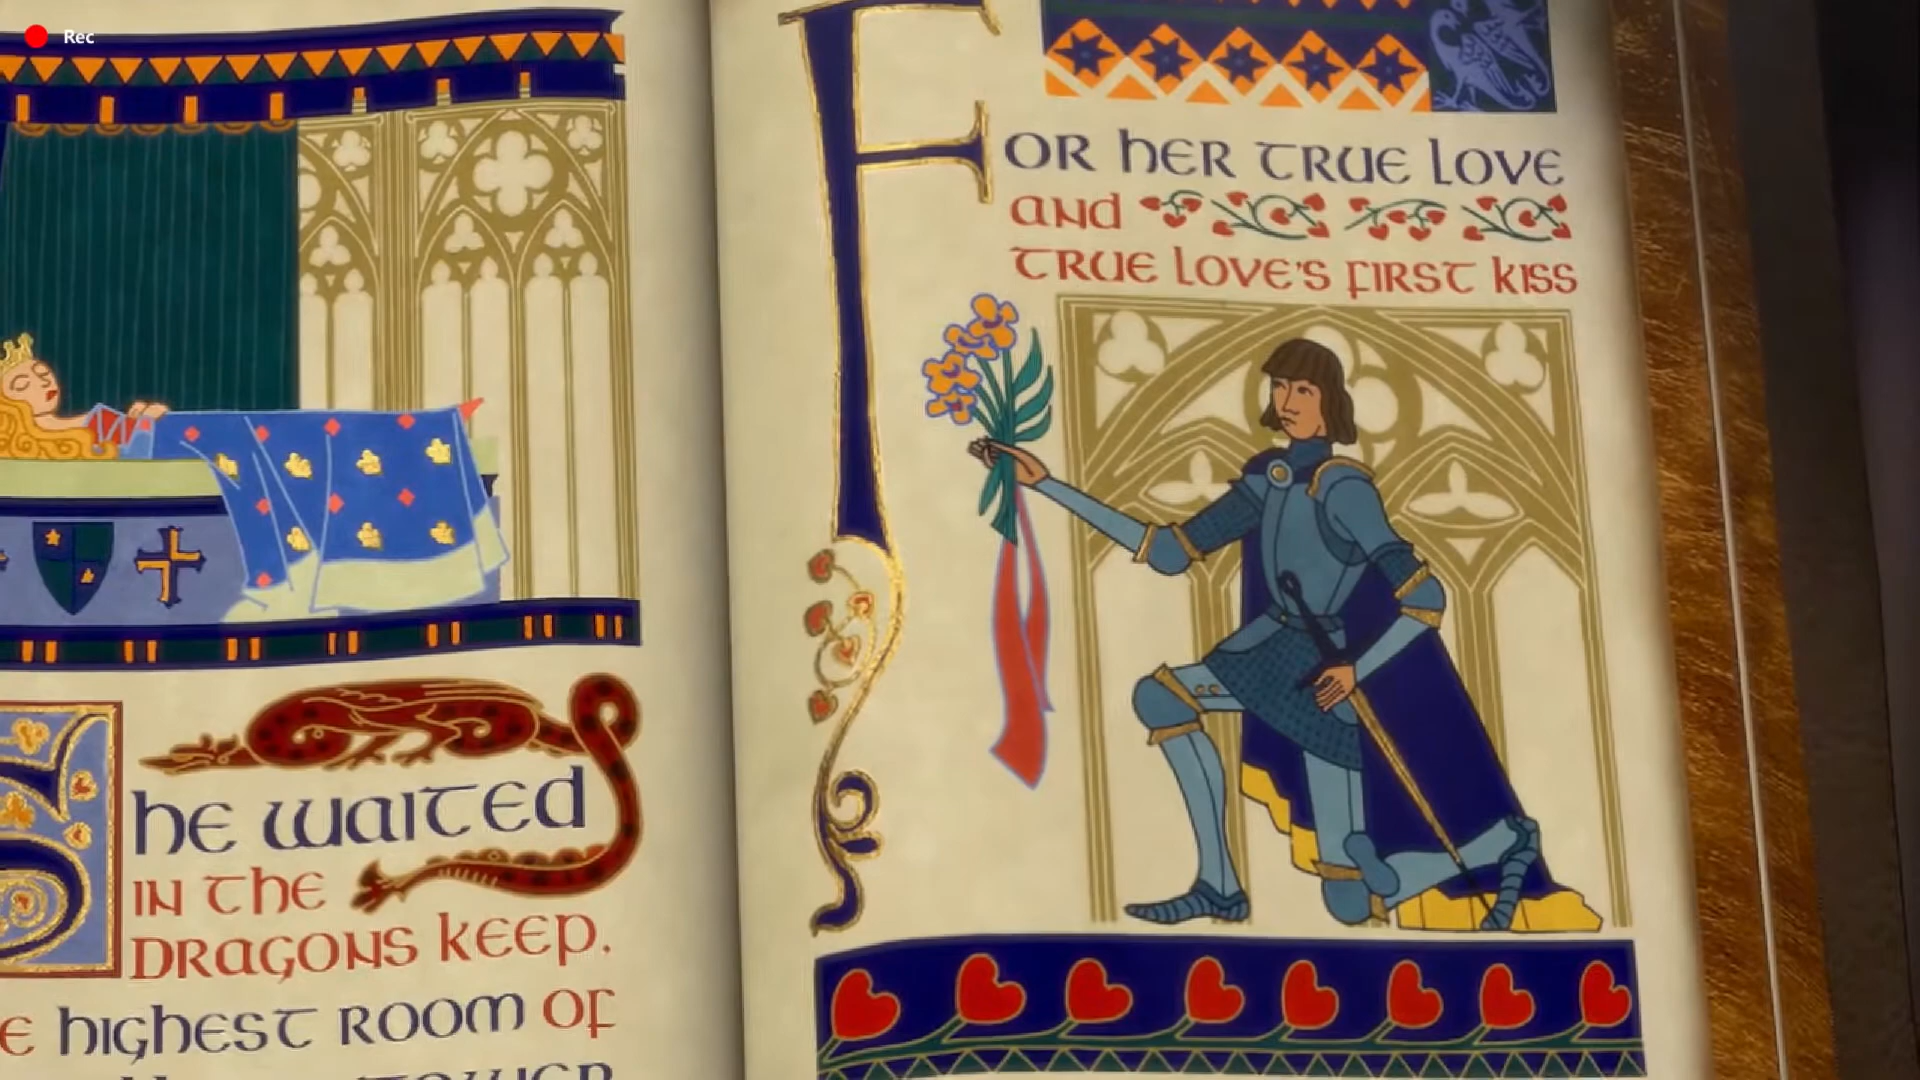 Rec
She waited
in the
dragons keep.
highest room of
For her true love
and
true love's first kiss